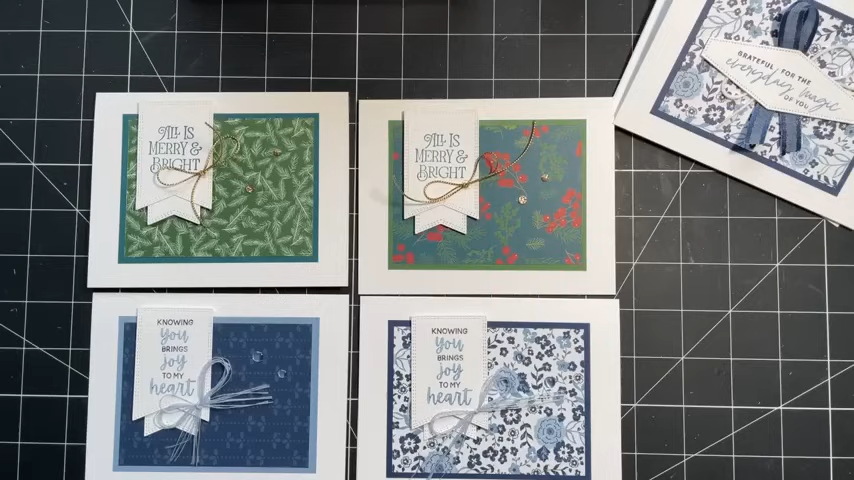 ALL IS
MERRY &
BRIGHT
ALL IS
MERRY &
BRIGHT
GRATEFUL FOR THE
everyday magic
OF YOU
KNOWING
you
BRINGS
joy
TO MY
heart
KNOWING
you
BRINGS
joy
TO MY
heart